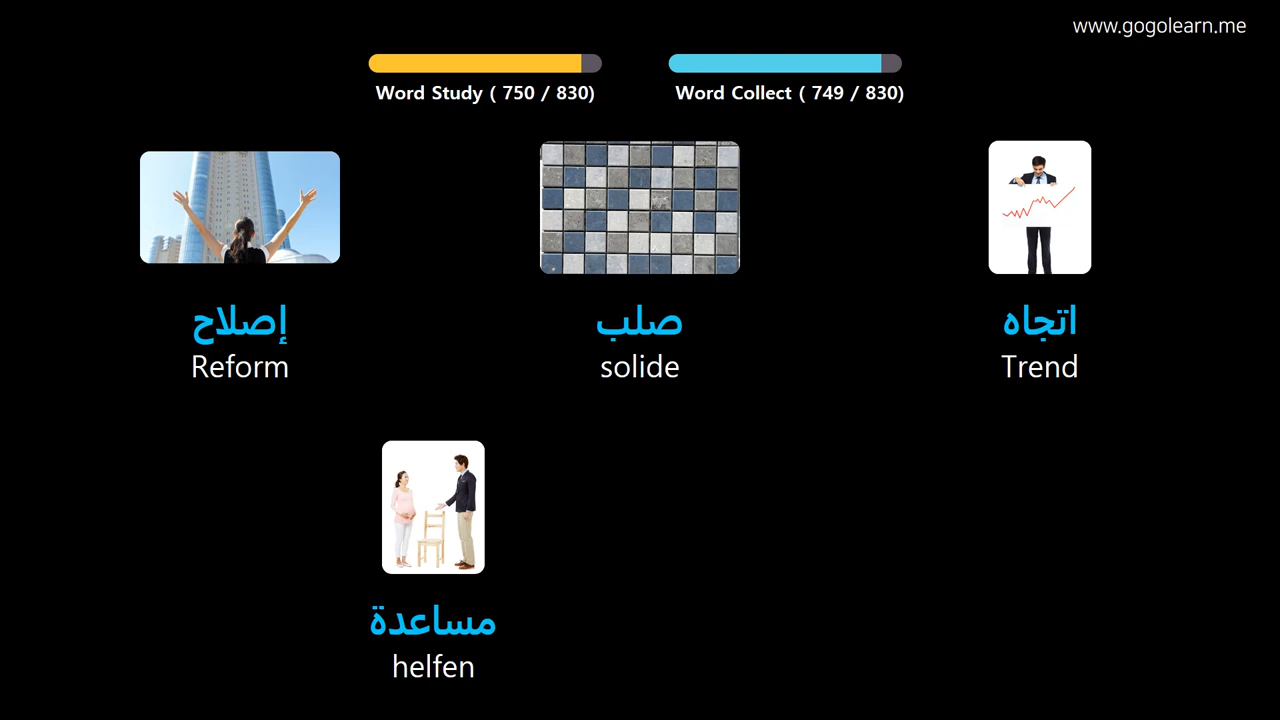 www.gogolearn.me
Word Study ( 750 / 830)
Word Collect ( 749 / 830)
إصلاح
Reform
صلب
solide
اتجاه
Trend
مساعدة
helfen